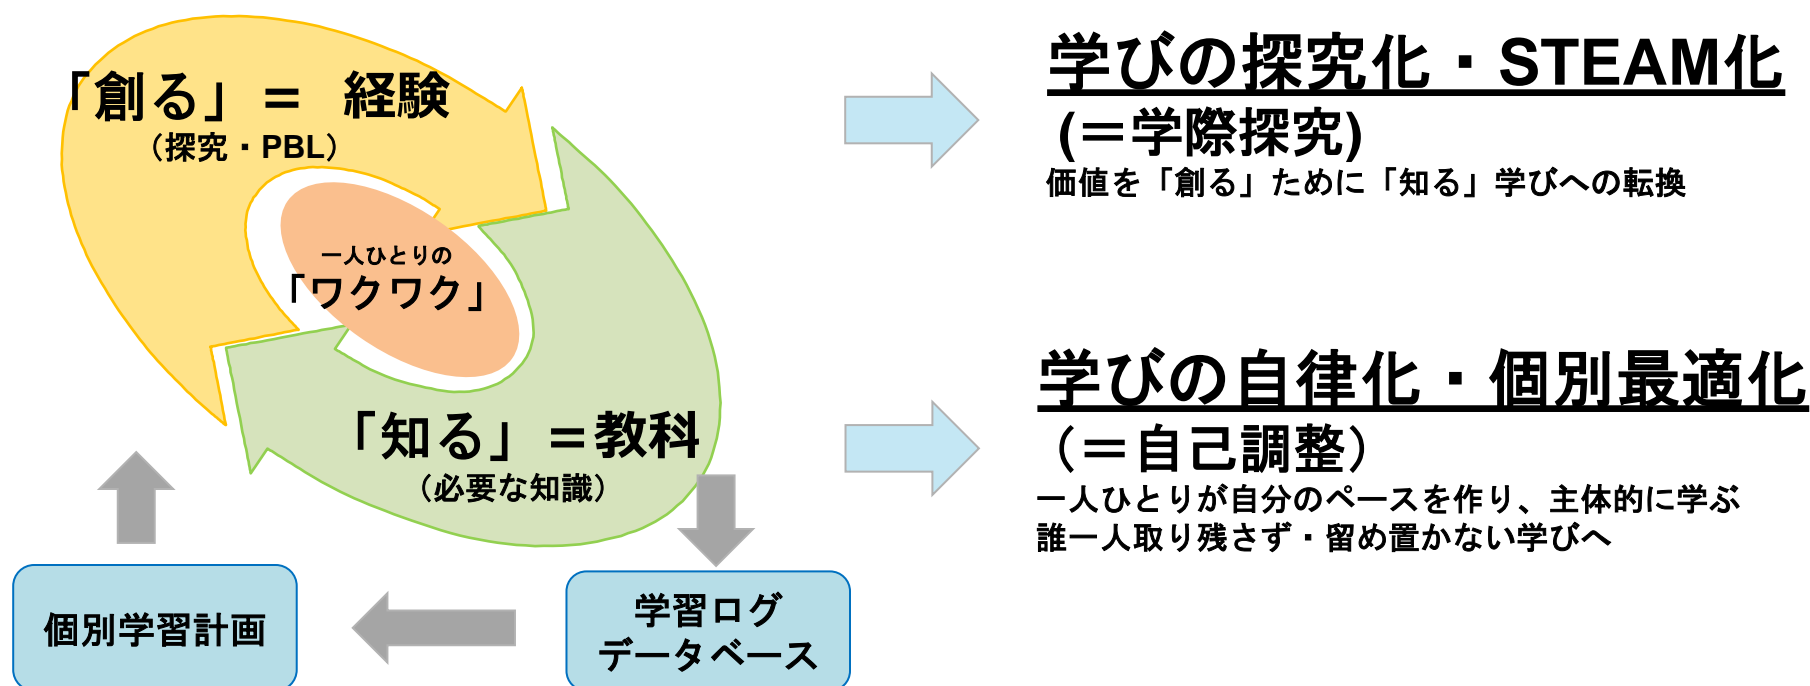 「創る」＝ 経験
（探究・PBL）
一人ひとりの
「ワクワク」
「知る」＝教科
（必要な知識）
個別学習計画
学習ログ
データベース
学びの探究化・STEAM化
(＝学際探究)
価値を「創る」ために「知る」学びへの転換
学びの自律化・個別最適化
（＝自己調整）
一人ひとりが自分のペースを作り、主体的に学ぶ
誰一人取り残さず・留め置かない学びへ